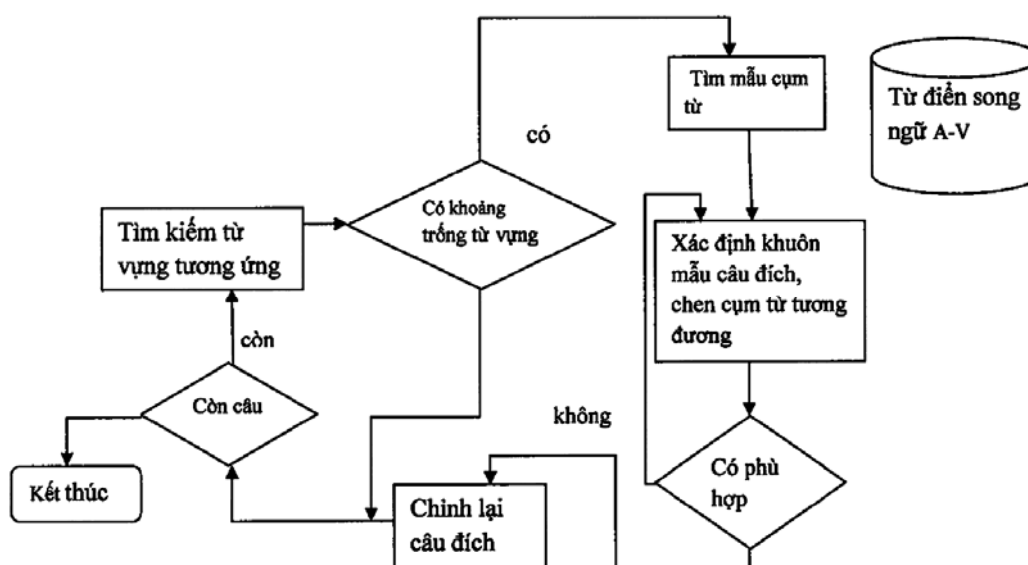 Tìm mẫu cụm
từ
Từ điển song
ngữ A-V
có
Có khoảng
trống từ vựng
Tìm kiếm từ
vựng tương ứng
Xác định khuôn
mẫu câu đích,
chen cụm từ tương
đương
còn
Còn câu
không
Có phù
hợp
Kết thúc
Chỉnh lại
câu đích